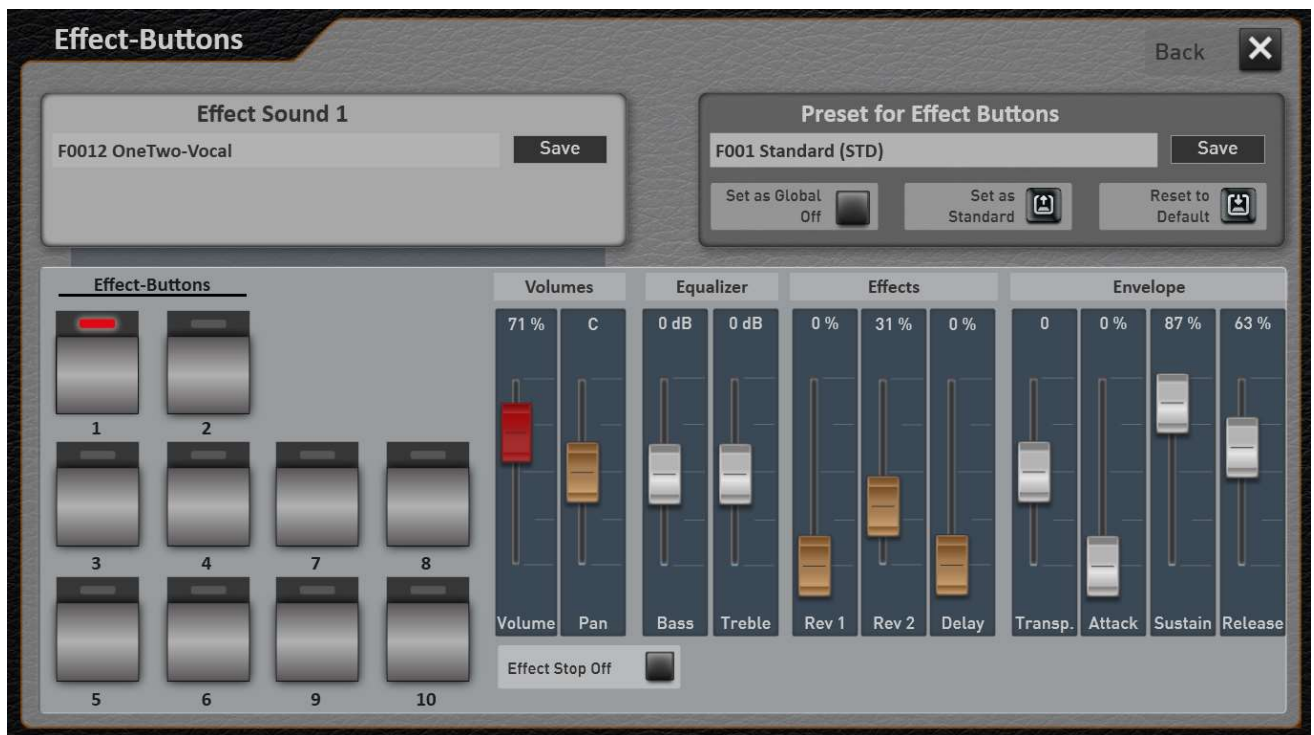 Effect-Buttons
Back
Effect Sound 1
F0012 OneTwo-Vocal
Save
Preset for Effect Buttons
F001 Standard (STD)
Save
Set as Global
Off
Set as
Standard
Reset to
Default
Effect-Buttons
1
2
3
4
7
8
5
6
9
10
Volumes
Equalizer
Effects
Envelope
71 %
C
0 dB
0 dB
0 %
31 %
0 %
0
0 %
87 %
63 %
Volume
Pan
Bass
Treble
Rev 1
Rev 2
Delay
Transp.
Attack
Sustain
Release
Effect Stop Off